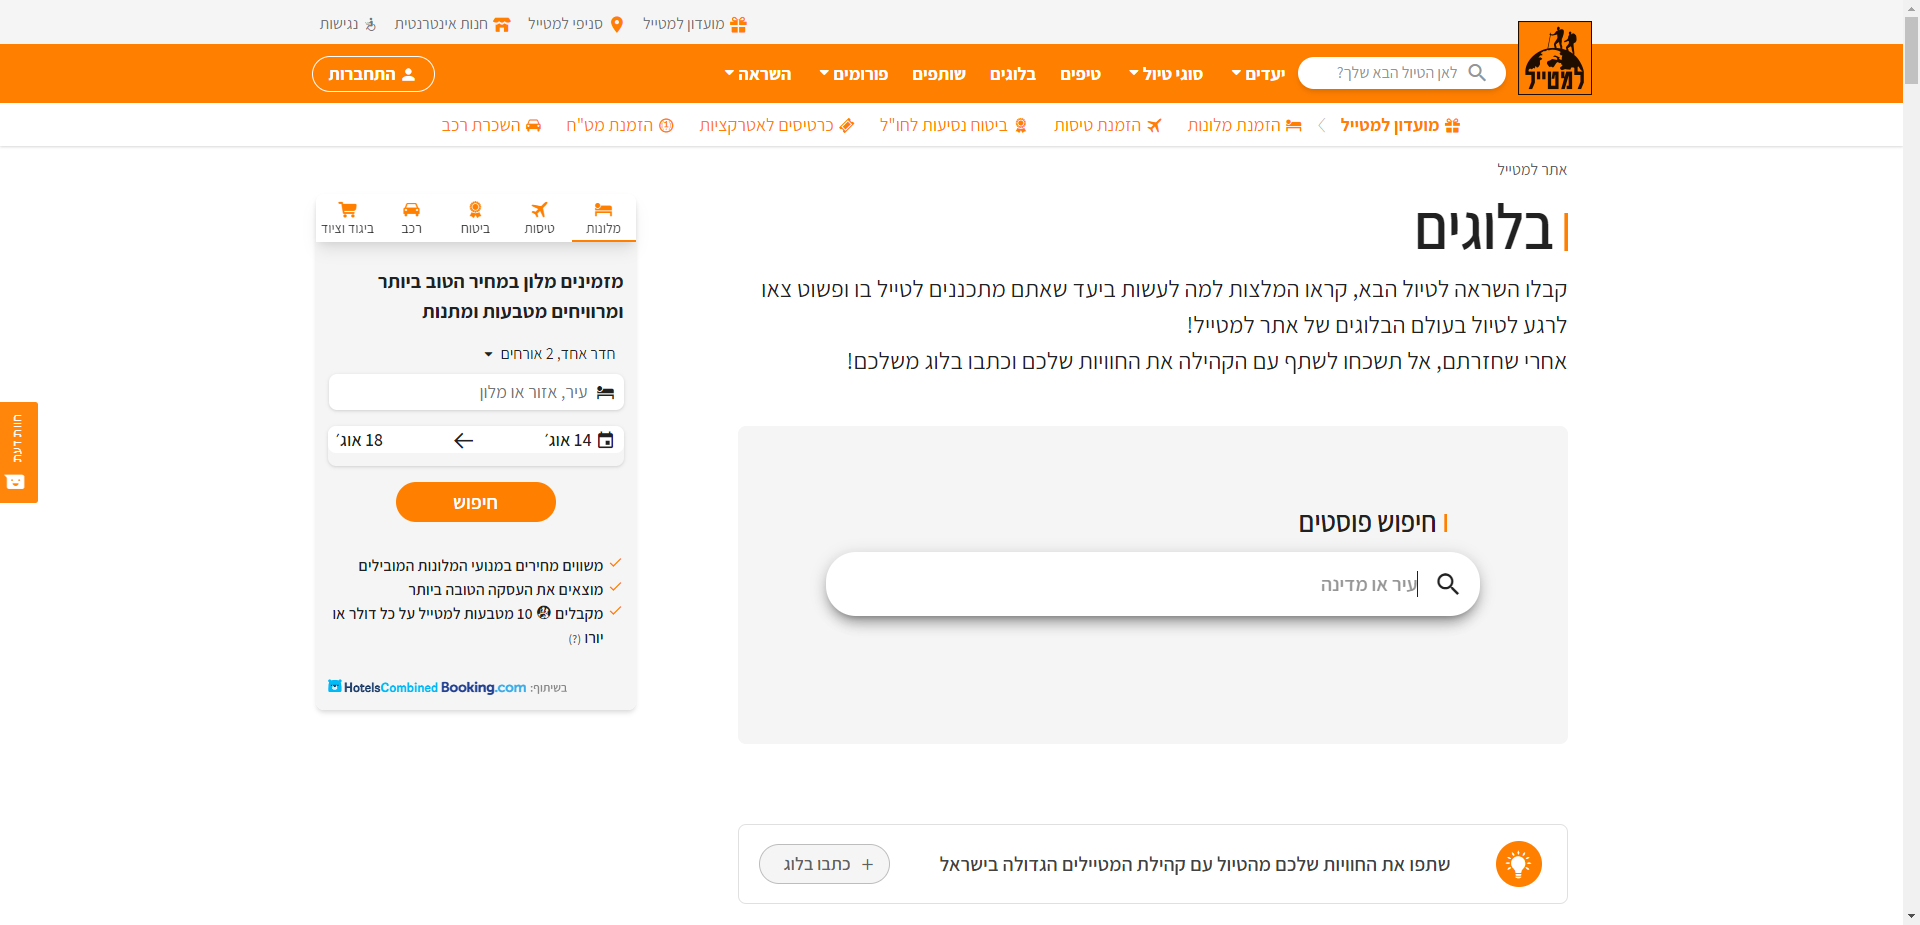 מועדון למטייל
סניפי למטייל
חנות אינטרנטית
נגישות
למטייל
לאן הטיול הבא שלך?
יעדים
סוגי טיול
טיפים
בלוגים
שותפים
פורומים
השראה
התחברות
מועדון למטייל
הזמנת מלונות
הזמנת טיסות
ביטוח נסיעות לחו"ל
כרטיסים לאטרקציות
הזמנת מט"ח
השכרת רכב
אתר למטייל
בלוגים
קבלו השראה לטיול הבא, קראו המלצות למה לעשות ביעד שאתם מתכננים לטייל בו ופשוט צאו
לרגע לטיול בעולם הבלוגים של אתר למטייל!
אחרי שחזרתם, אל תשכחו לשתף עם הקהילה את החוויות שלכם וכתבו בלוג משלכם!
חיפוש פוסטים
עיר או מדינה
שתפו את החוויות שלכם מהטיול עם קהילת המטיילים הגדולה בישראל
+ כתבו בלוג
מלונות
טיסות
ביטוח
רכב
ביגוד וציוד
מזמינים מלון במחיר הטוב ביותר
ומרוויחים מטבעות ומתנות
חדר אחד, 2 אורחים
עיר, אזור או מלון
14 אוג׳
18 אוג׳
חיפוש
משווים מחירים במנועי המלונות המובילים
מוצאים את העסקה הטובה ביותר
מקבלים 10 מטבעות למטייל על כל דולר או
יורו (?)
בשיתוף: Booking.com HotelsCombined
חוות דעת